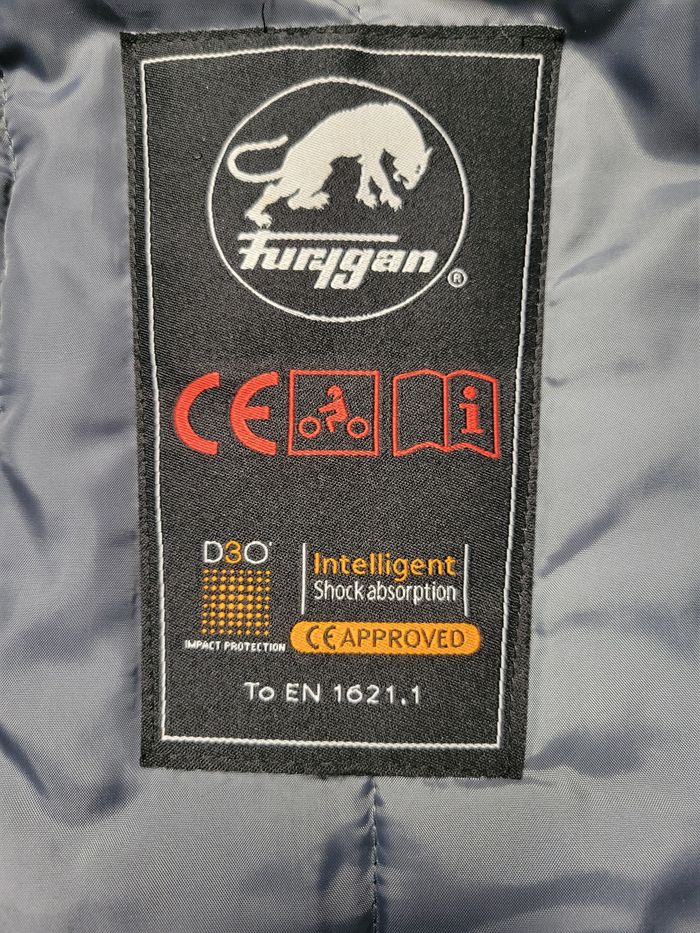 Furygan ®
CE i
D3O
Intelligent
Shock absorption
IMPACT PROTECTION
CE APPROVED
To EN 1621.1